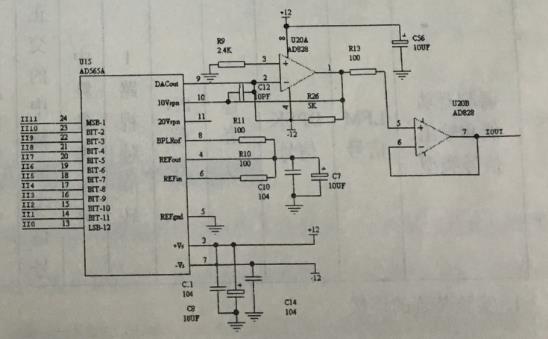 +12
U20A
AD828
C56
10UF
R9
2.4K
R13
100
8
3
2
1
4
-12
U15
AD565A
DACout
9
C12
10PF
R26
5K
10Vrpn
10
20Vrpn
11
R11
100
BPLRof
8
REFout
4
R10
100
REFin
6
C10
104
C7
10UF
U20B
AD828
5
6
7
IOUT
II11 24 MSB-1
II10 23 BIT-2
II9 22 BIT-3
II8 21 BIT-4
II7 20 BIT-5
II6 19 BIT-6
II5 18 BIT-7
II4 17 BIT-8
II3 16 BIT-9
II2 15 BIT-10
II1 14 BIT-11
II0 13 LSB-12
REFgnd
5
+Vs
3
+12
-Vs
7
-12
104
C8
10UF
C14
104